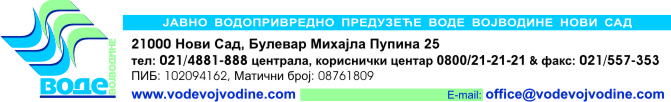 ЈАВНО ВОДОПРИВРЕДНО ПРЕДУЗЕЋЕ ВОДЕ ВОЈВОДИНЕ НОВИ САД
21000 Нови Сад, Булевар Михајла Пупина 25
тел: 021/4881-888 централа, кориснички центар 0800/21-21-21 & факс: 021/557-353
ПИБ: 102094162, Матични број: 08761809
www.vodevojvodine.com E-mail: office@vodevojvodine.com
ВОДЕ
ВОЈВОДИНЕ